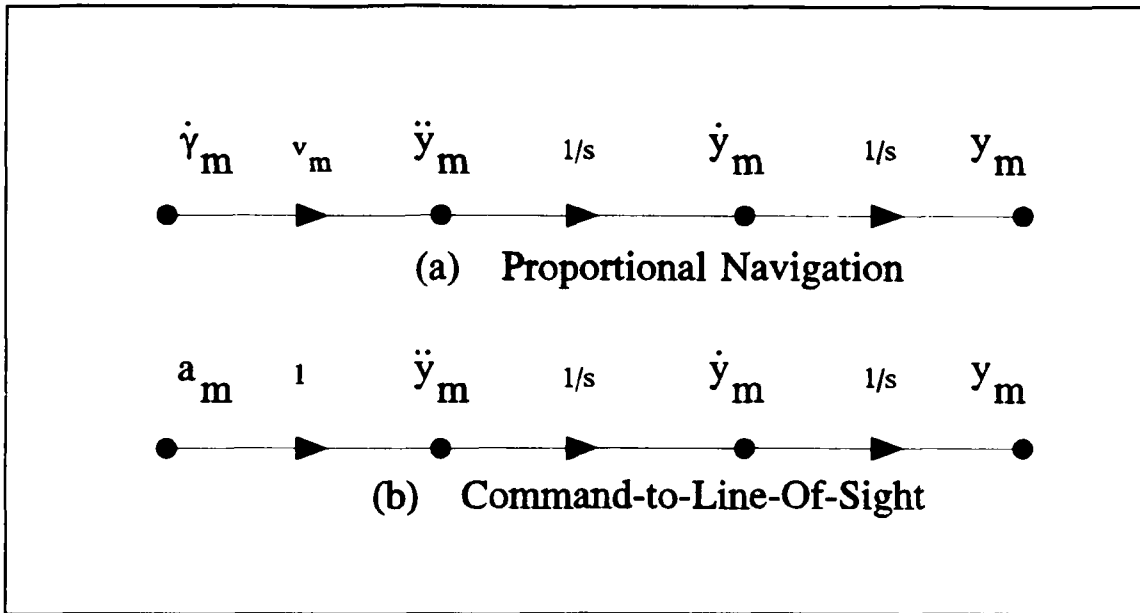 γ̇m vm ÿm 1/s ẏm 1/s ym
(a) Proportional Navigation
am 1 ÿm 1/s ẏm 1/s ym
(b) Command-to-Line-Of-Sight